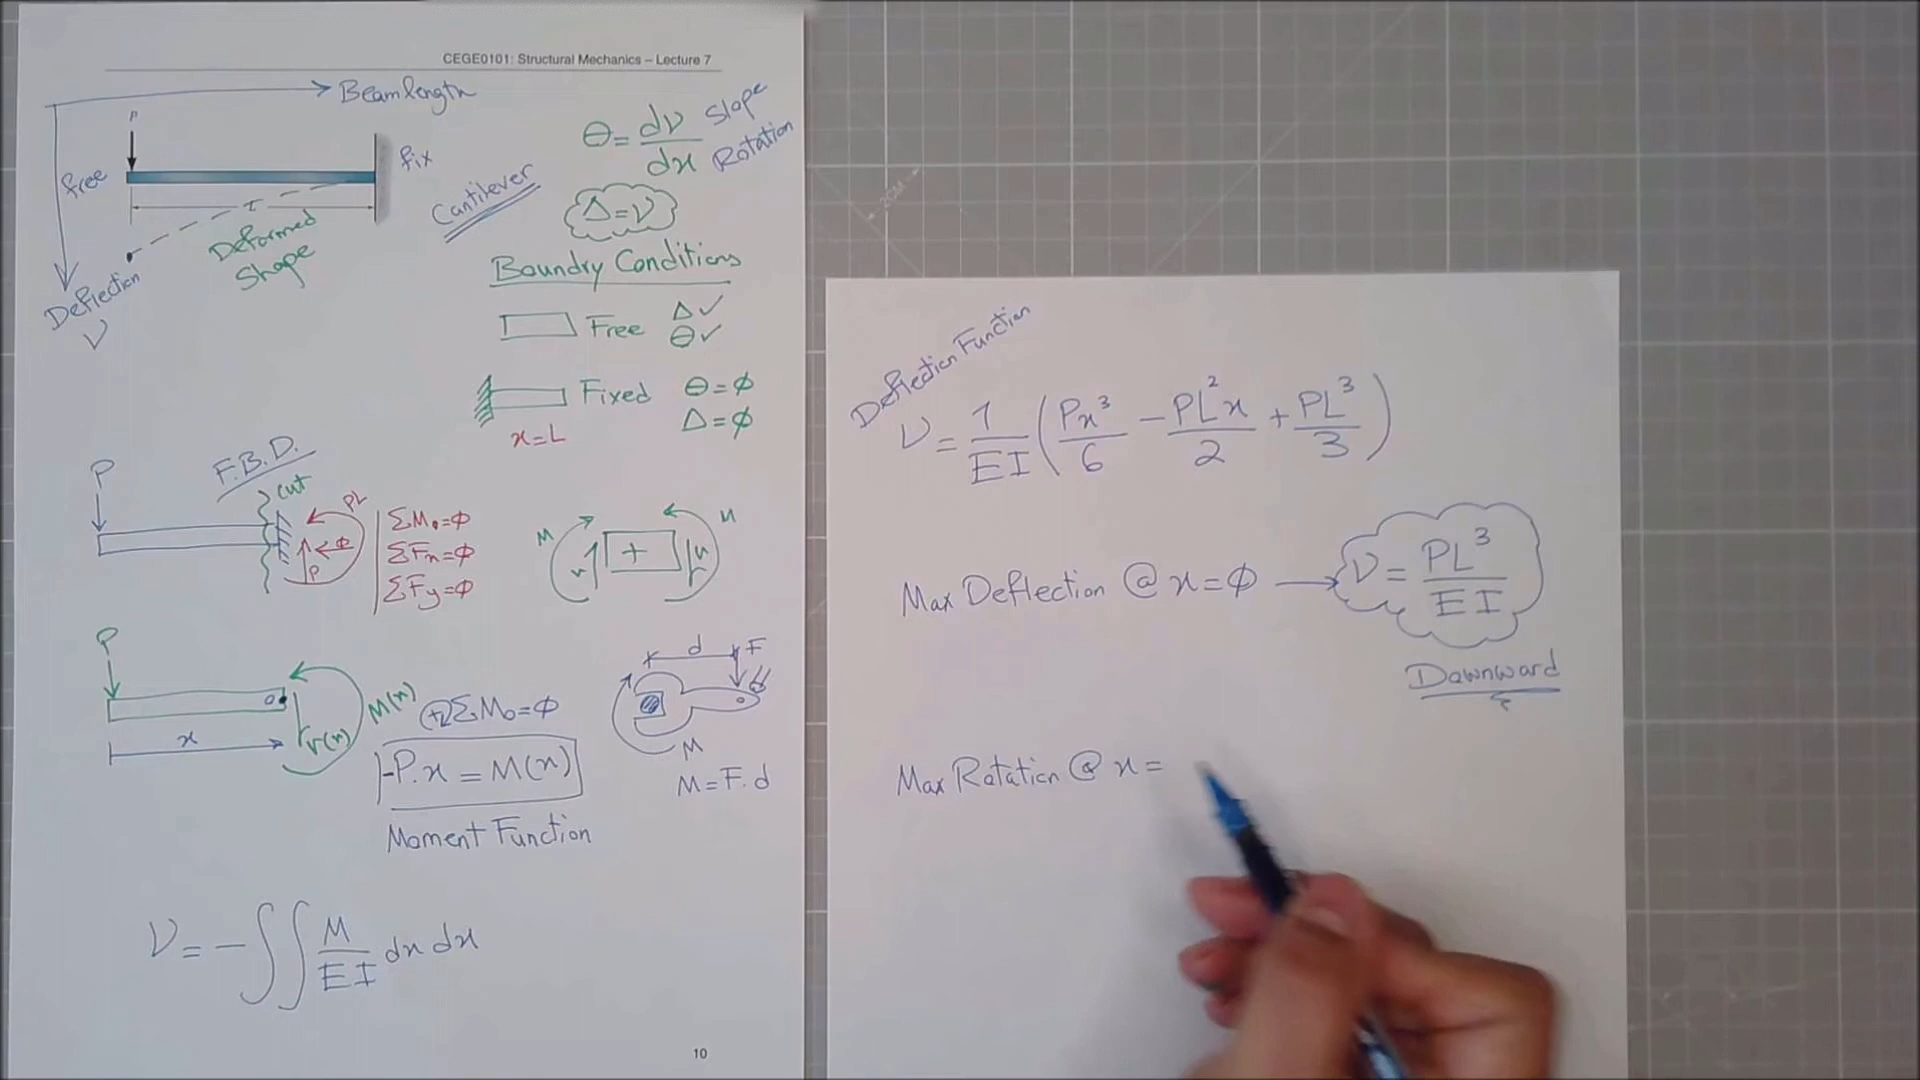 CEGE0101: Structural Mechanics – Lecture 7
Beam length
P
free
fix
L
Deformed
Shape
Deflection
ν
Cantilever
θ = dν/dx Slope
Rotation
Δ = ν
Boundry Conditions
Free Δ ✓
θ ✓
Fixed θ = ϕ
Δ = ϕ
x = L
P
F.B.D.
cut
PL
ϕ
P
ΣM₀ = ϕ
ΣFx = ϕ
ΣFy = ϕ
M
v
+
v
M
P
o
M(x)
v(x)
x
ΣM₀ = ϕ
-P.x = M(x)
Moment Function
d
F
M
M = F.d
ν = -∫∫ M/EI dx dx
10
Deflection Function
ν = 1/EI (Px³/6 - PL²x/2 + PL³/3)
Max Deflection @ x = ϕ → ν = PL³/EI
Downward
Max Rotation @ x =
2CM